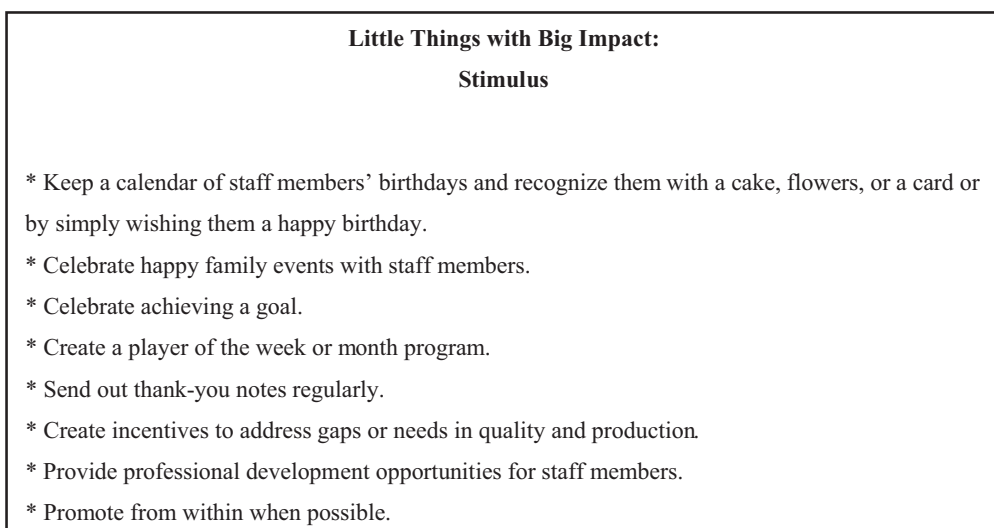 Little Things with Big Impact:
Stimulus
* Keep a calendar of staff members’ birthdays and recognize them with a cake, flowers, or a card or
by simply wishing them a happy birthday.
* Celebrate happy family events with staff members.
* Celebrate achieving a goal.
* Create a player of the week or month program.
* Send out thank-you notes regularly.
* Create incentives to address gaps or needs in quality and production.
* Provide professional development opportunities for staff members.
* Promote from within when possible.